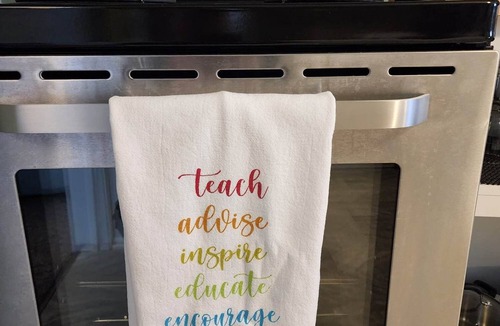 teach
advise
inspire
educate
encourage